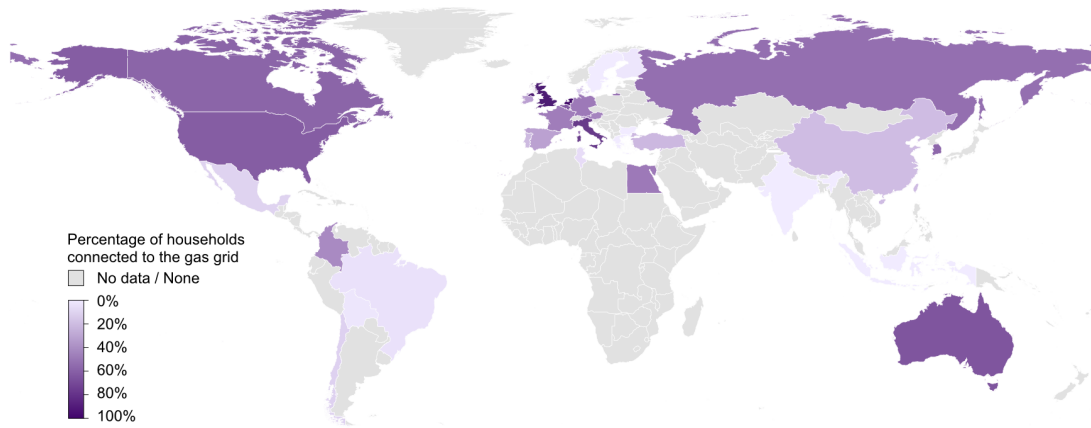 Percentage of households
connected to the gas grid
No data / None
0%
20%
40%
60%
80%
100%